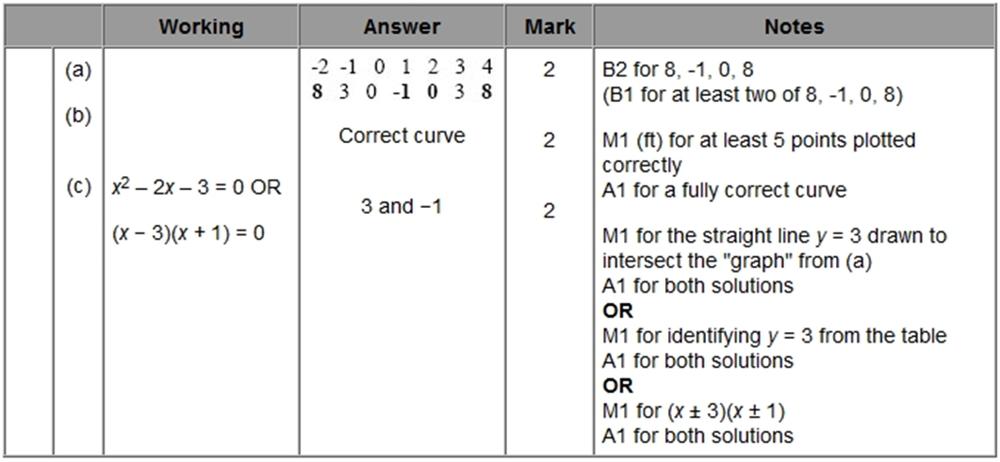 Working Answer Mark Notes
(a) -2 -1 0 1 2 3 4 2 B2 for 8, -1, 0, 8
8 3 0 -1 0 3 8 (B1 for at least two of 8, -1, 0, 8)
(b)
Correct curve 2 M1 (ft) for at least 5 points plotted
correctly
(c) x² – 2x – 3 = 0 OR A1 for a fully correct curve
3 and −1 2
(x – 3)(x + 1) = 0 M1 for the straight line y = 3 drawn to
intersect the "graph" from (a)
A1 for both solutions
OR
M1 for identifying y = 3 from the table
A1 for both solutions
OR
M1 for (x ± 3)(x ± 1)
A1 for both solutions